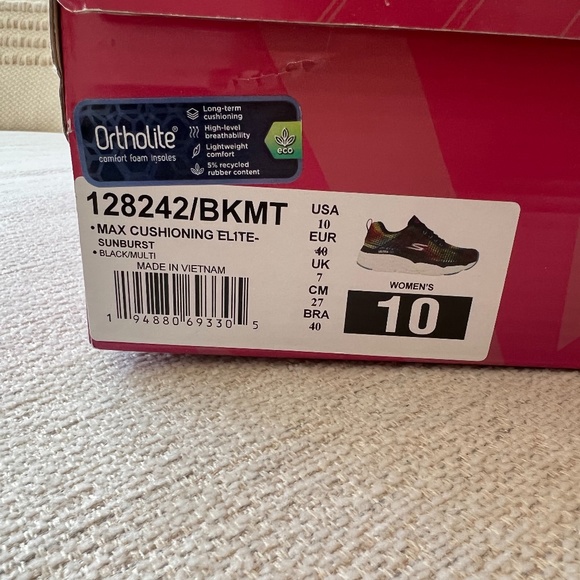 Ortholite®
comfort foam insoles
Long-term
cushioning
High-level
breathability
Lightweight
comfort
5% recycled
rubber content
eco
128242/BKMT
• MAX CUSHIONING ELITE-
SUNBURST
• BLACK/MULTI
MADE IN VIETNAM
1 94880 69330 5
USA
10
EUR
40
UK
7
CM
27
BRA
40
WOMEN'S
10